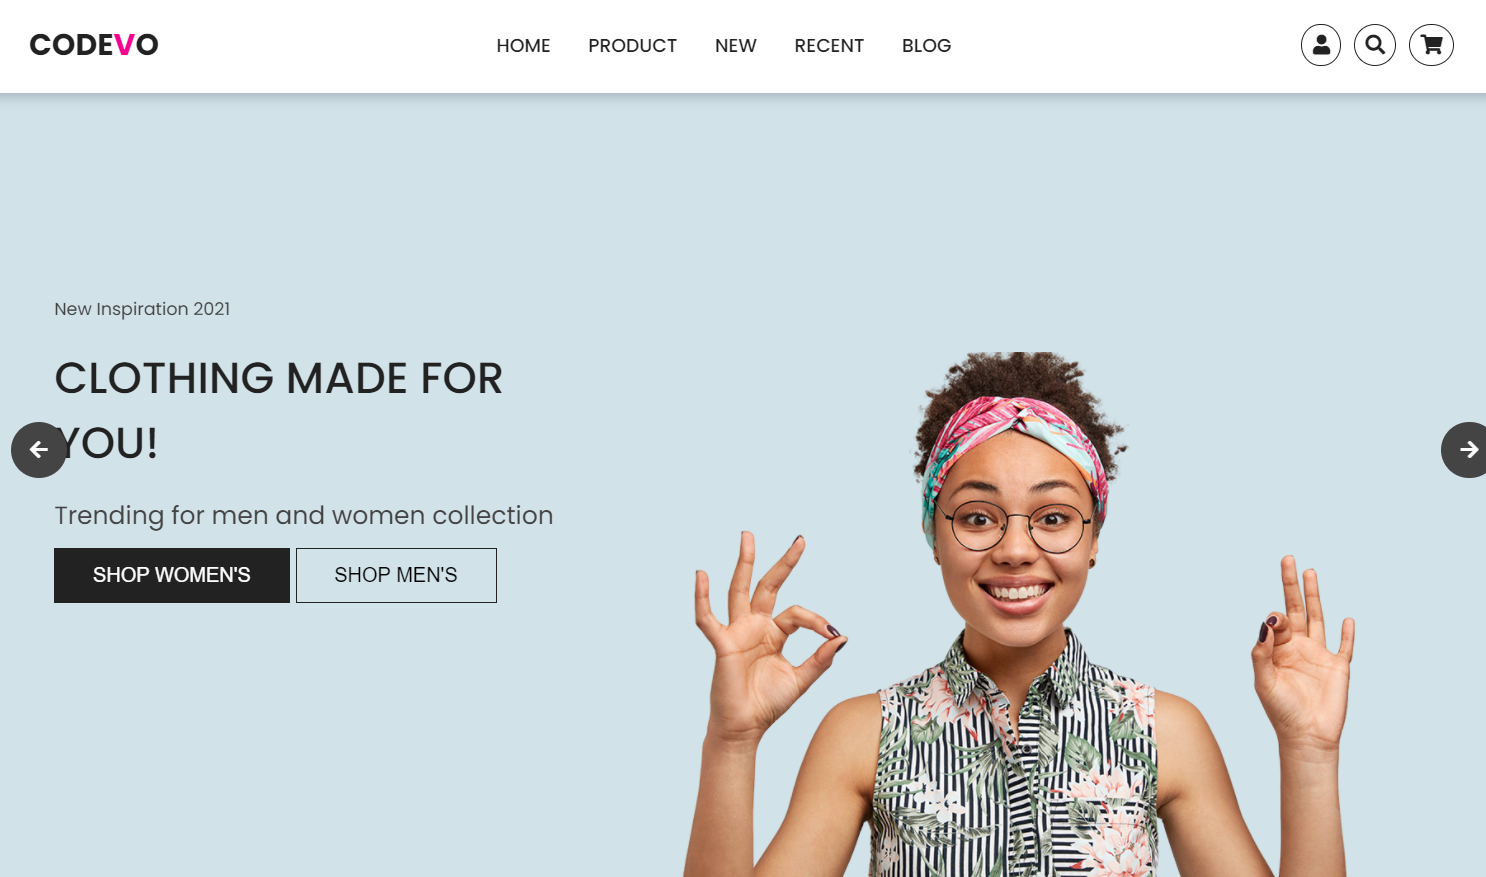 CODEVO
HOME PRODUCT NEW RECENT BLOG
New Inspiration 2021
CLOTHING MADE FOR
YOU!
Trending for men and women collection
SHOP WOMEN'S SHOP MEN'S